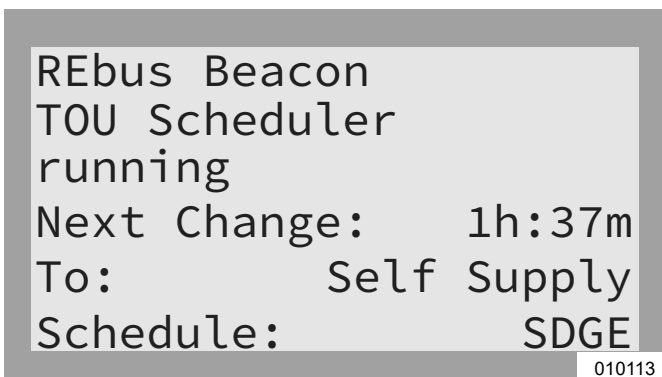 REbus Beacon
TOU Scheduler
running
Next Change: 1h:37m
To: Self Supply
Schedule: SDGE
010113